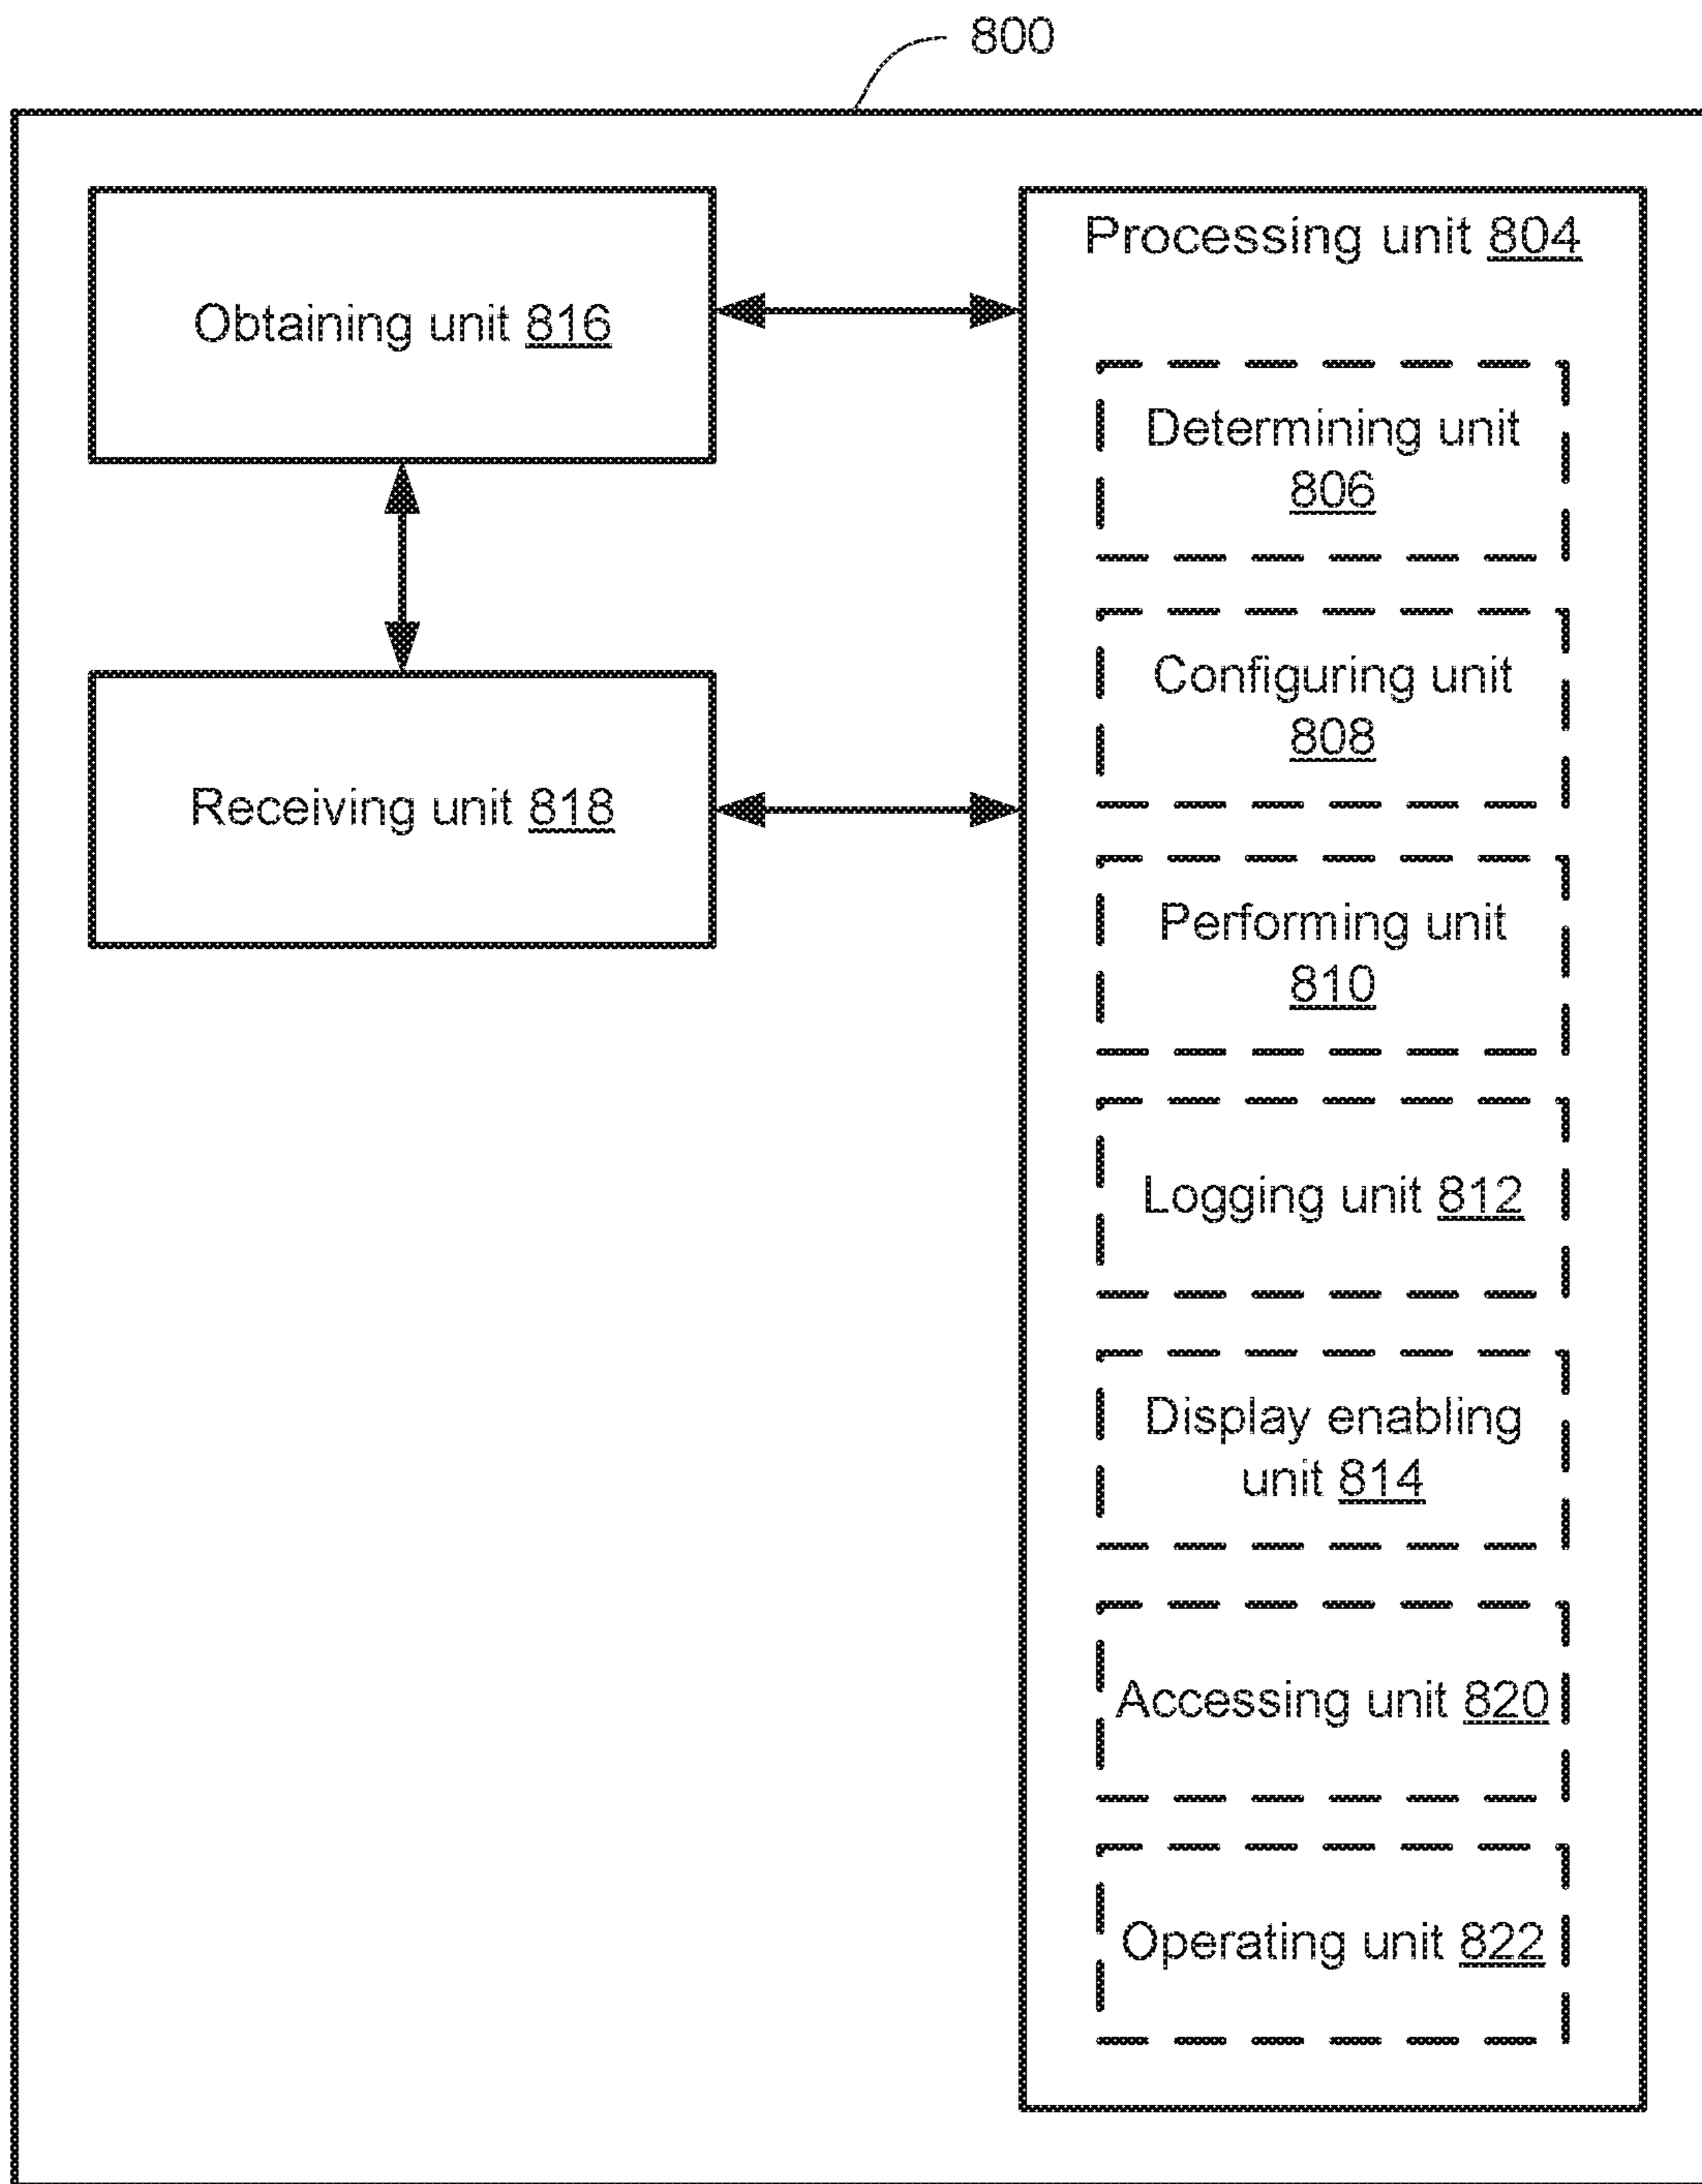 800
Obtaining unit 816
Receiving unit 818
Processing unit 804
Determining unit
806
Configuring unit
808
Performing unit
810
Logging unit 812
Display enabling
unit 814
Accessing unit 820
Operating unit 822